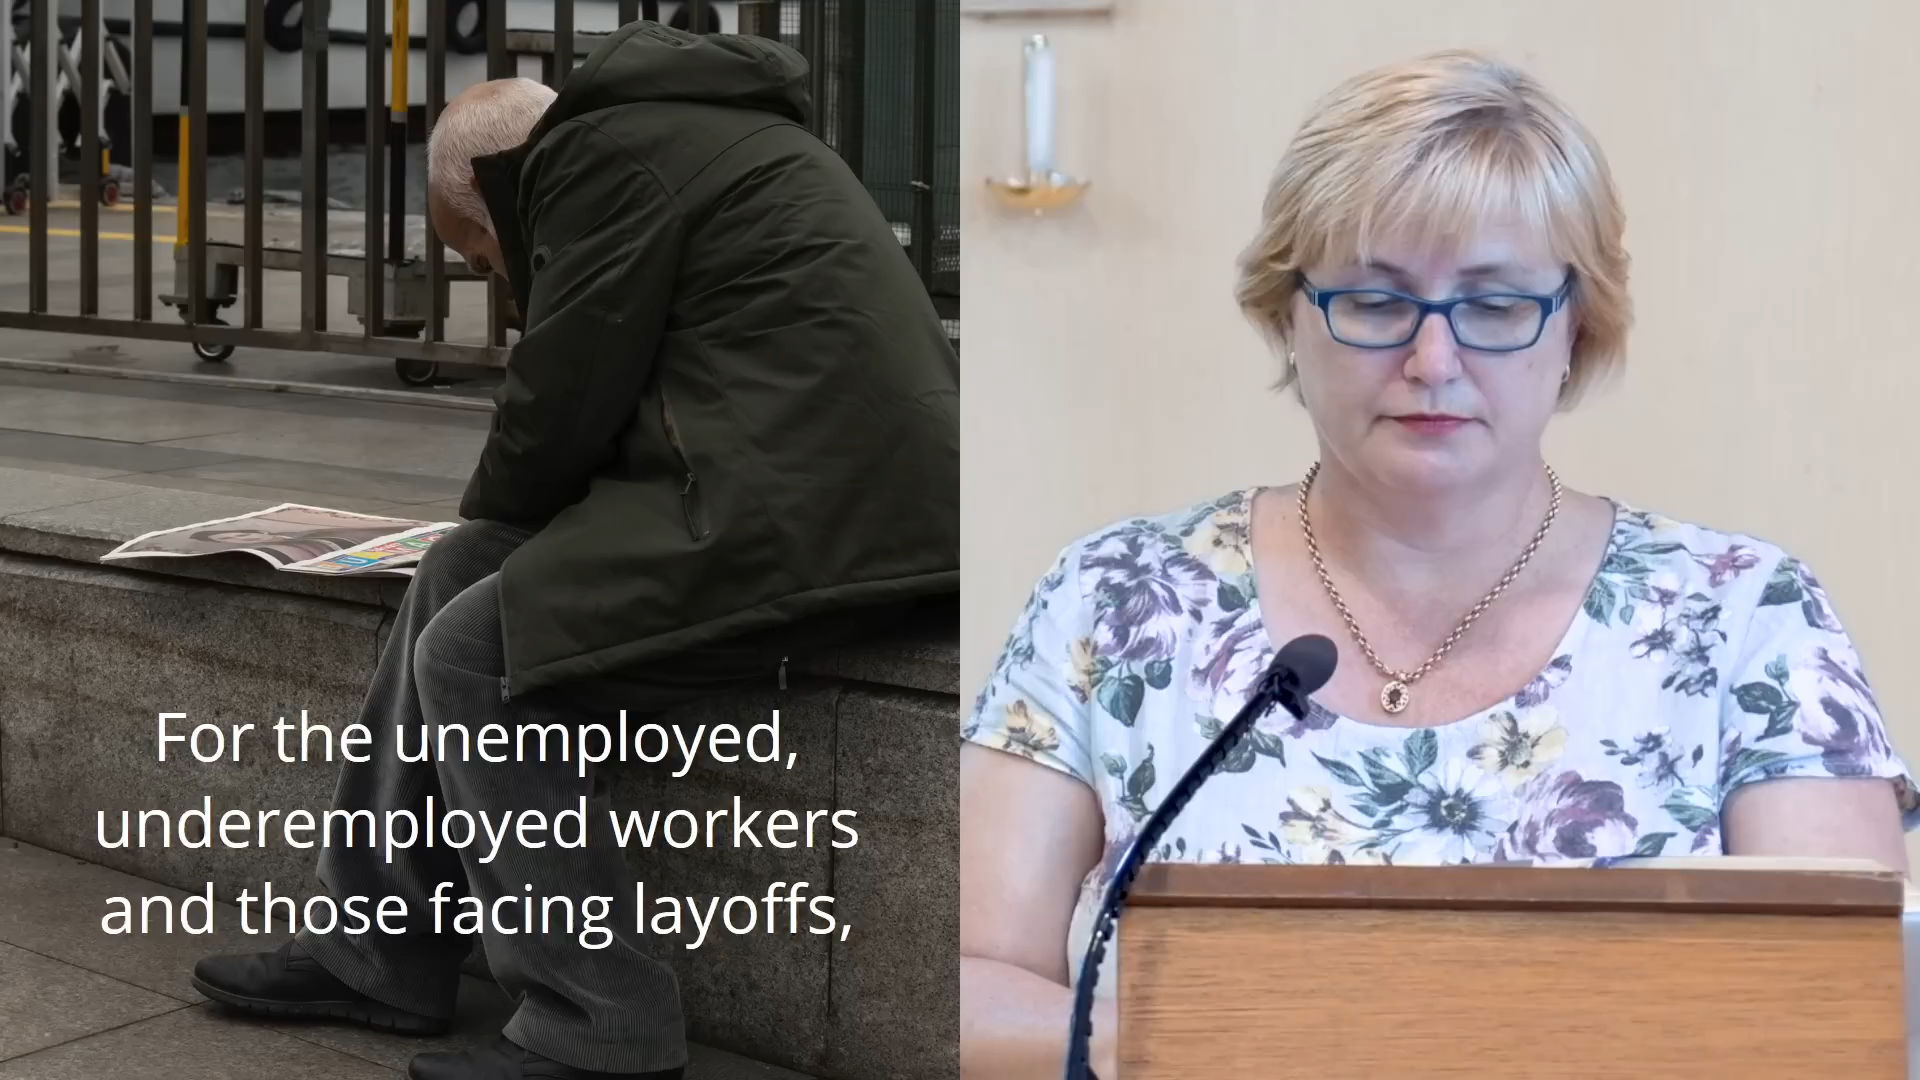 For the unemployed,
underemployed workers
and those facing layoffs,